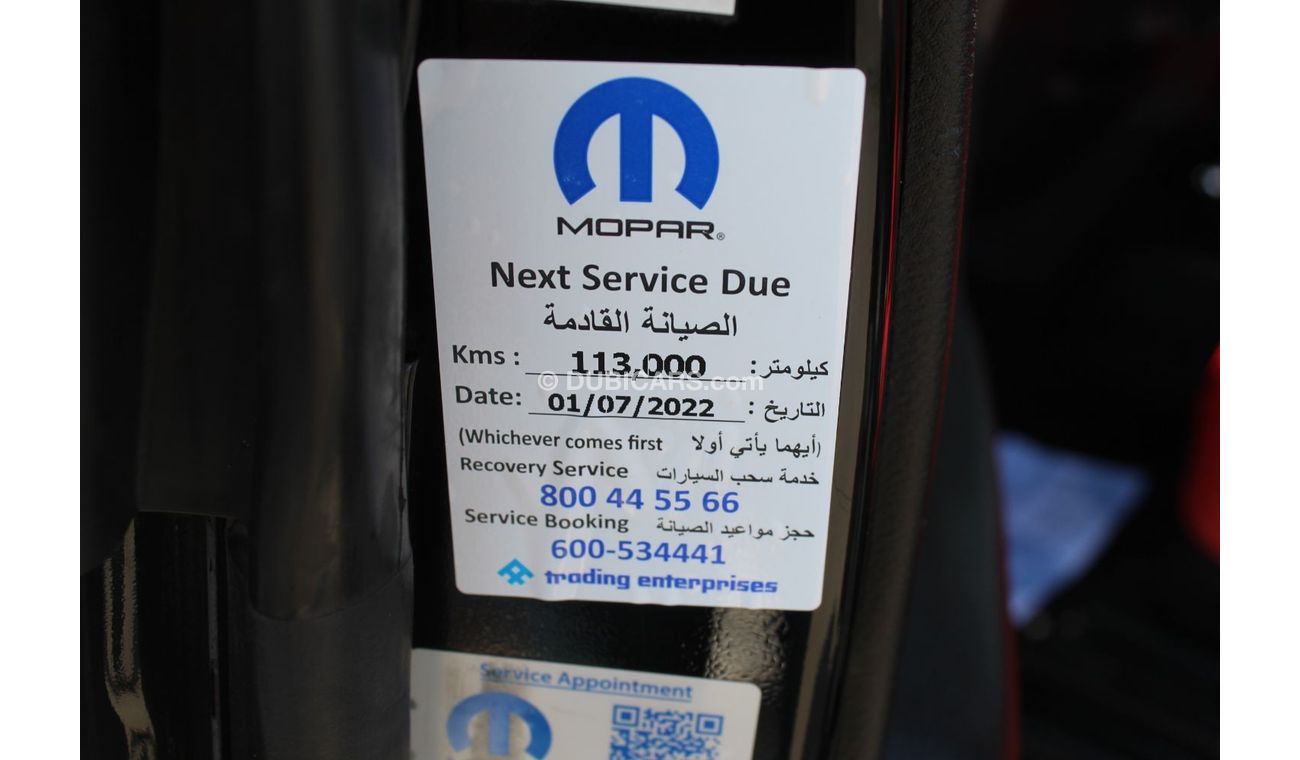 MOPAR®
Next Service Due
الصيانة القادمة
Kms : 113,000 كيلومتر:
© DUBICARS.com
Date: 01/07/2022 التاريخ :
(Whichever comes first أيهما يأتي أولا)
Recovery Service خدمة سحب السيارات
800 44 55 66
Service Booking حجز مواعيد الصيانة
600-534441
trading enterprises
Service Appointment